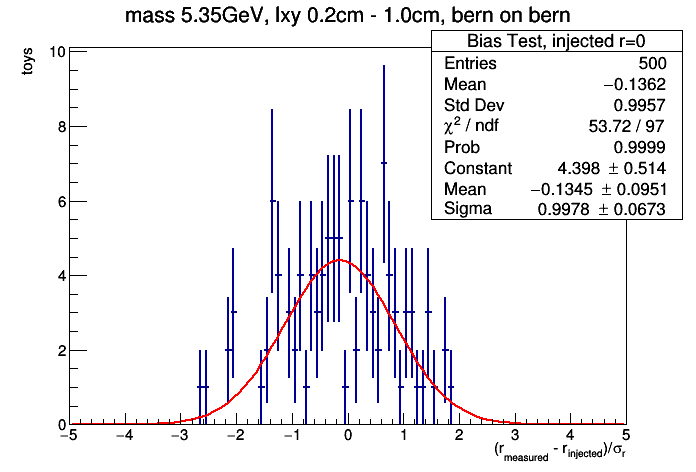 mass 5.35GeV, lxy 0.2cm - 1.0cm, bern on bern
Bias Test, injected r=0
Entries 500
Mean −0.1362
Std Dev 0.9957
χ² / ndf 53.72 / 97
Prob 0.9999
Constant 4.398 ± 0.514
Mean −0.1345 ± 0.0951
Sigma 0.9978 ± 0.0673
toys
10
8
6
4
2
0
−5 −4 −3 −2 −1 0 1 2 3 4 5
(r_measured - r_injected)/σ_r